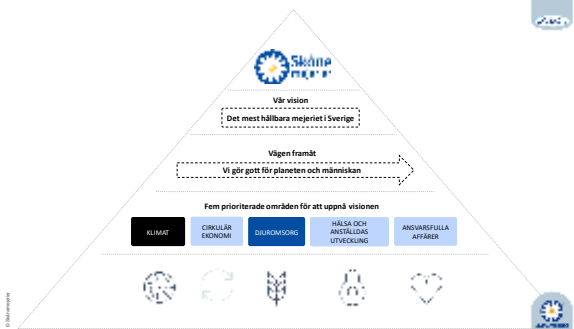 Skåne
mejerier
Vår vision
Det mest hållbara mejeriet i Sverige
Vägen framåt
Vi gör gott för planeten och människan
Fem prioriterade områden för att uppnå visionen
KLIMAT
CIRKULÄR
EKONOMI
DJUROMSORG
HÄLSA OCH
ANSTÄLLDAS
UTVECKLING
ANSVARSFULLA
AFFÄRER
© Skånemejerier